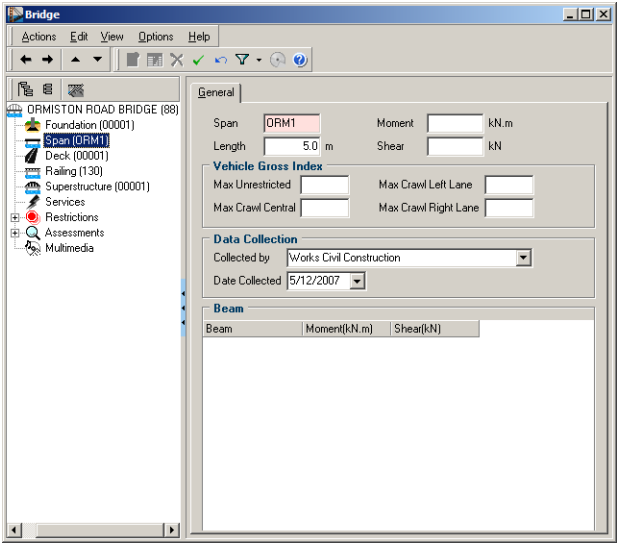 Bridge
Actions Edit View Options Help
ORMISTON ROAD BRIDGE (88)
Foundation (00001)
Span (ORM1)
Deck (00001)
Railing (130)
Superstructure (00001)
Services
Restrictions
Assessments
Multimedia
General
Span ORM1 Moment kN.m
Length 5.0 m Shear kN
Vehicle Gross Index
Max Unrestricted Max Crawl Left Lane
Max Crawl Central Max Crawl Right Lane
Data Collection
Collected by Works Civil Construction
Date Collected 5/12/2007
Beam
Beam Moment(kN.m) Shear(kN)